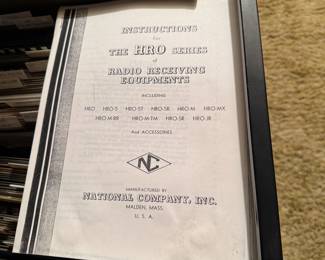 INSTRUCTIONS
for
THE HRO SERIES
of
RADIO RECEIVING
EQUIPMENTS
INCLUDING
HRO HRO-5 HRO-5T HRO-5R HRO-M HRO-MX
HRO-M-RR HRO-M-TM HRO-SR HRO JR
And ACCESSORIES
NC
MANUFACTURED BY
NATIONAL COMPANY, INC.
MALDEN, MASS.
U. S. A.